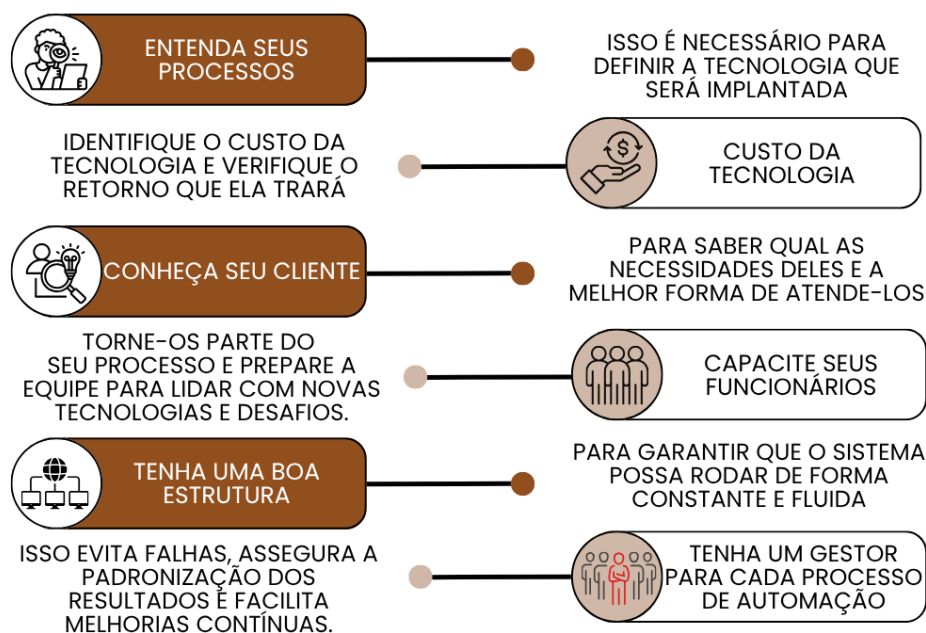 ENTENDA SEUS
PROCESSOS
ISSO É NECESSÁRIO PARA
DEFINIR A TECNOLOGIA QUE
SERÁ IMPLANTADA
IDENTIFIQUE O CUSTO DA
TECNOLOGIA E VERIFIQUE O
RETORNO QUE ELA TRARÁ
$
CUSTO DA
TECNOLOGIA
CONHEÇA SEU CLIENTE
PARA SABER QUAL AS
NECESSIDADES DELES E A
MELHOR FORMA DE ATENDE-LOS
TORNE-OS PARTE DO
SEU PROCESSO E PREPARE A
EQUIPE PARA LIDAR COM NOVAS
TECNOLOGIAS E DESAFIOS.
CAPACITE SEUS
FUNCIONÁRIOS
TENHA UMA BOA
ESTRUTURA
PARA GARANTIR QUE O SISTEMA
POSSA RODAR DE FORMA
CONSTANTE E FLUIDA
ISSO EVITA FALHAS, ASSEGURA A
PADRONIZAÇÃO DOS
RESULTADOS E FACILITA
MELHORIAS CONTÍNUAS.
TENHA UM GESTOR
PARA CADA PROCESSO
DE AUTOMAÇÃO